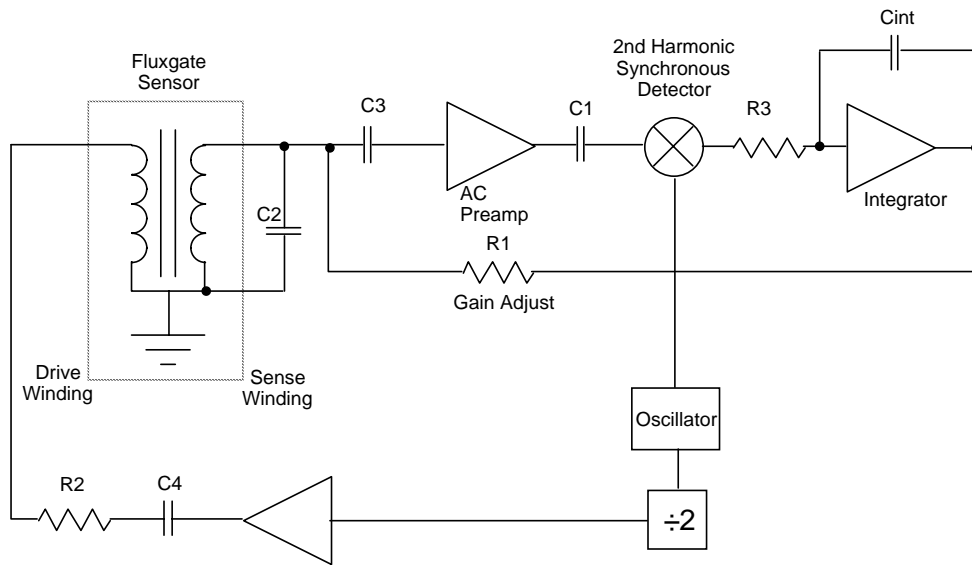 Cint
2nd Harmonic
Synchronous
Detector
Fluxgate
Sensor
C3
C1
R3
AC
Preamp
Integrator
C2
R1
Gain Adjust
Drive
Winding
Sense
Winding
Oscillator
R2
C4
÷2